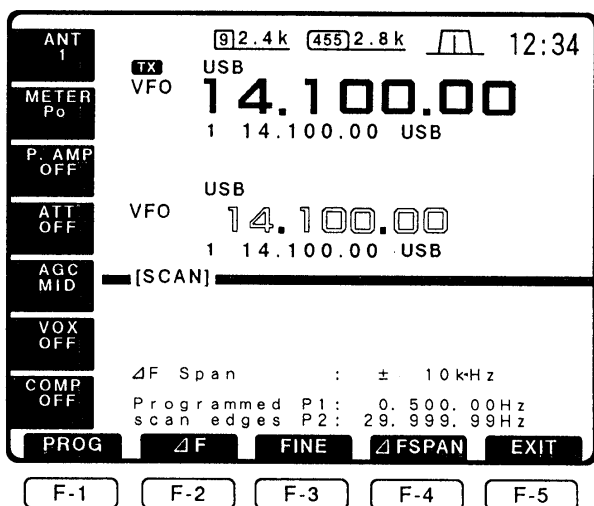 ANT
1
METER
Po
P. AMP
OFF
ATT
OFF
AGC
MID
VOX
OFF
COMP
OFF
9 2.4k 455 2.8k 12:34
TX USB
VFO 14.100.00
1 14.100.00 USB
USB
VFO 14.100.00
1 14.100.00 USB
[SCAN]
⊿F Span : ± 10kHz
Programmed P1: 0.500.00Hz
scan edges P2: 29.999.99Hz
PROG ⊿F FINE ⊿FSPAN EXIT
F-1 F-2 F-3 F-4 F-5